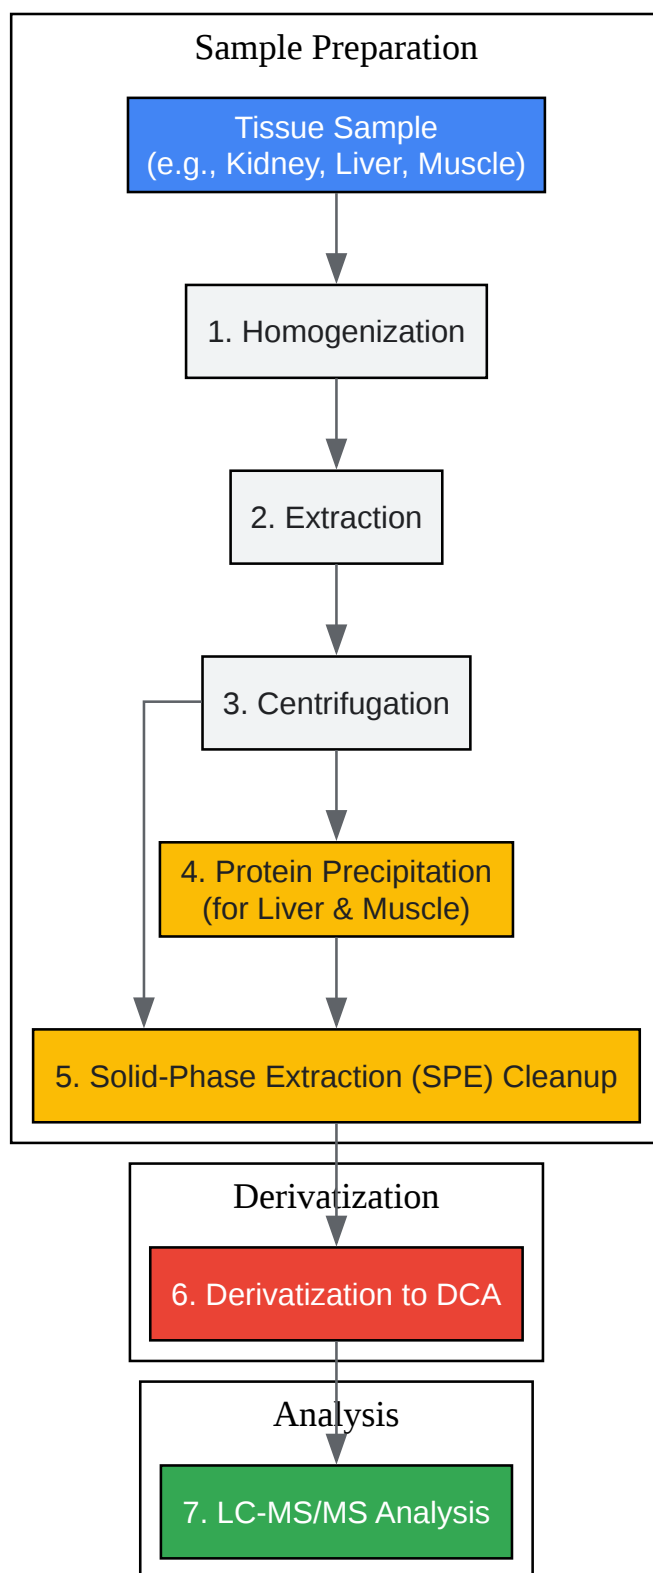 Sample Preparation
Tissue Sample
(e.g., Kidney, Liver, Muscle)
1. Homogenization
2. Extraction
3. Centrifugation
4. Protein Precipitation
(for Liver & Muscle)
5. Solid-Phase Extraction (SPE) Cleanup
Derivatization
6. Derivatization to DCA
Analysis
7. LC-MS/MS Analysis